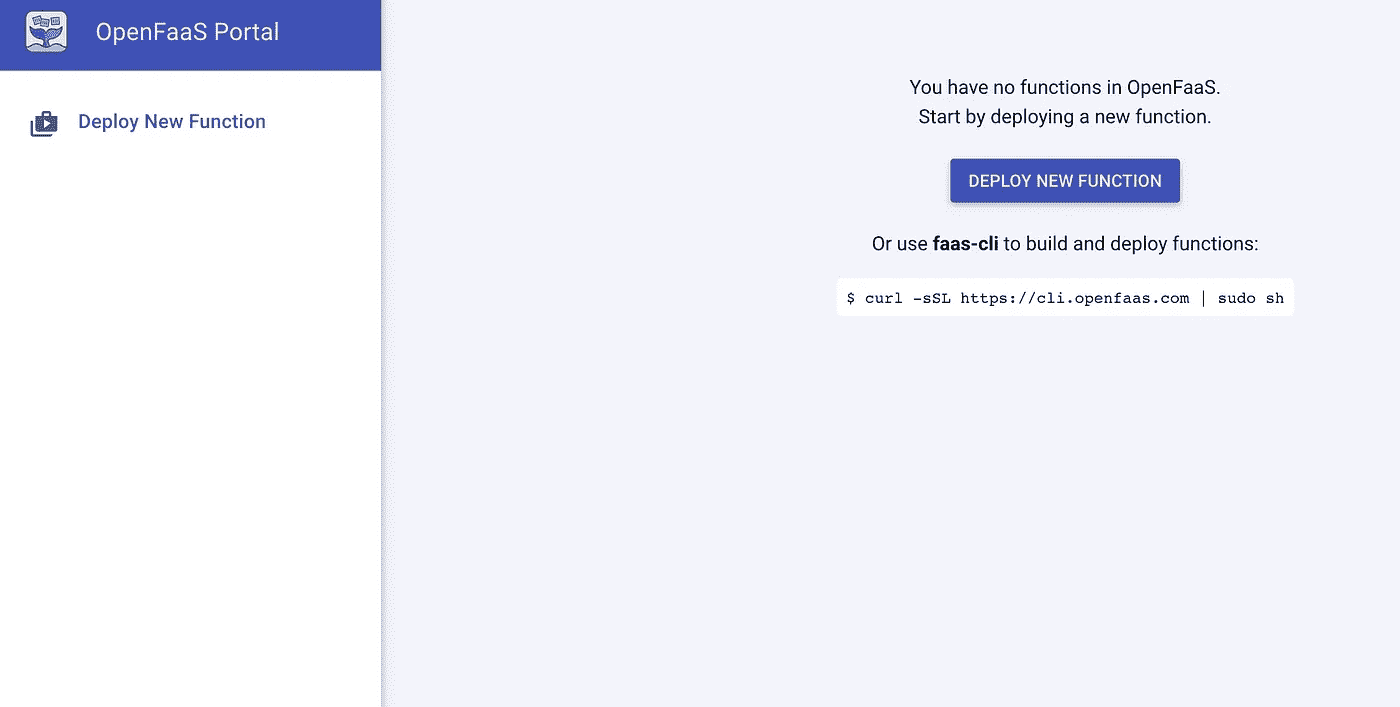 OpenFaaS Portal
Deploy New Function
You have no functions in OpenFaaS.
Start by deploying a new function.
DEPLOY NEW FUNCTION
Or use faas-cli to build and deploy functions:
$ curl -sSL https://cli.openfaas.com | sudo sh